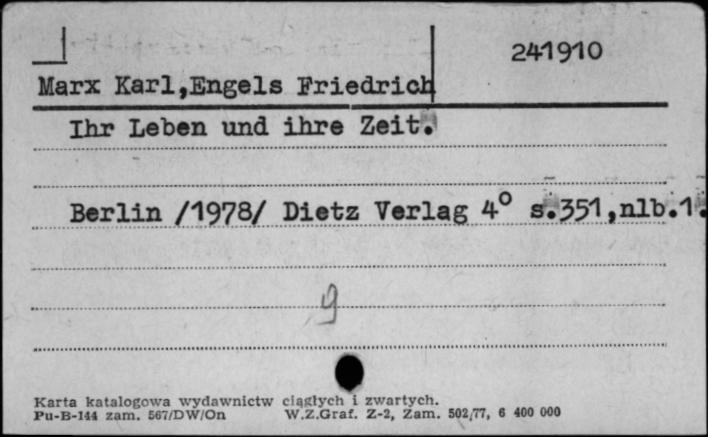 241910
Marx Karl,Engels Friedrich
Ihr Leben und ihre Zeit.
Berlin /1978/ Dietz Verlag 4° s.351,nlb.1.
9
Karta katalogowa wydawnictw ciągłych i zwartych.
Pu-B-144 zam. 567/DW/On W.Z.Graf. Z-2, Zam. 502/77, 6 400 000